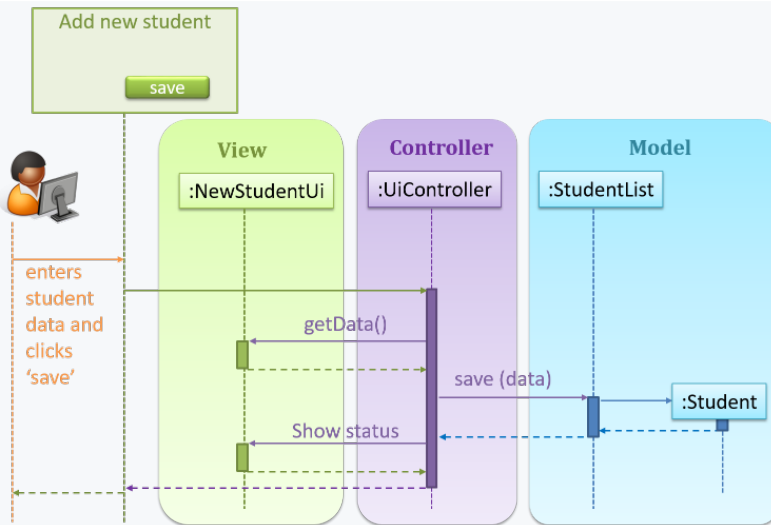 Add new student
save
View
Controller
Model
:NewStudentUi
:UiController
:StudentList
enters
student
data and
clicks
‘save’
getData()
save (data)
:Student
Show status